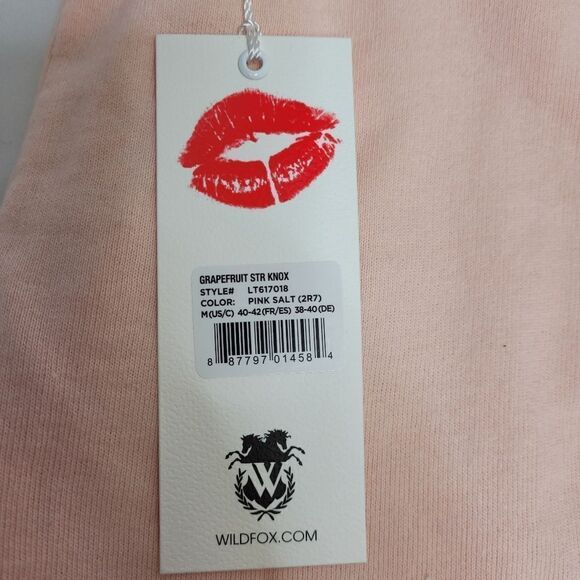 GRAPEFRUIT STR KNOX
STYLE# LT617018
COLOR: PINK SALT (2R7)
M(US/C) 40-42(FR/ES) 38-40(DE)
8 87797 01458 4
W
WILDFOX.COM